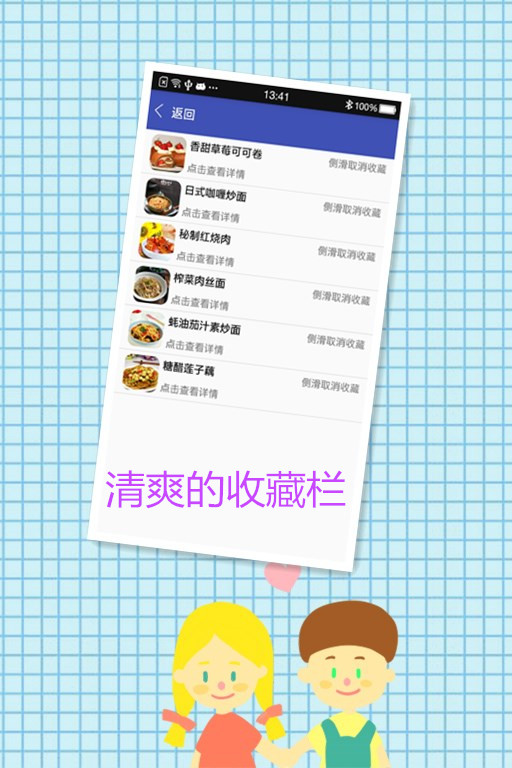 13:41
100%
返回
香甜草莓可可卷
侧滑取消收藏
点击查看详情
日式咖喱炒面
侧滑取消收藏
点击查看详情
秘制红烧肉
侧滑取消收藏
点击查看详情
榨菜肉丝面
侧滑取消收藏
点击查看详情
蚝油茄汁素炒面
侧滑取消收藏
点击查看详情
糖醋莲子藕
侧滑取消收藏
点击查看详情
清爽的收藏栏